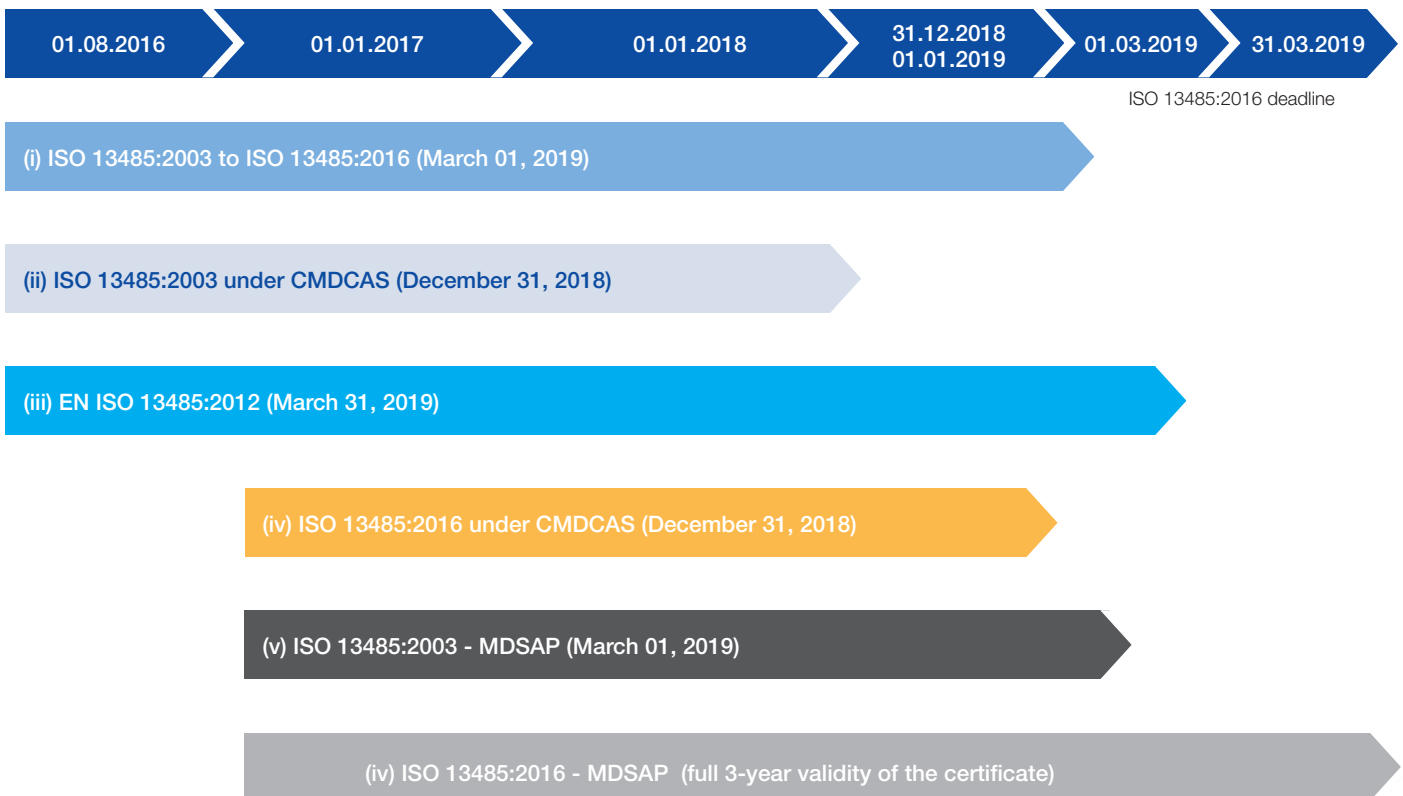 01.08.2016
01.01.2017
01.01.2018
31.12.2018
01.01.2019
01.03.2019
31.03.2019
ISO 13485:2016 deadline
(i) ISO 13485:2003 to ISO 13485:2016 (March 01, 2019)
(ii) ISO 13485:2003 under CMDCAS (December 31, 2018)
(iii) EN ISO 13485:2012 (March 31, 2019)
(iv) ISO 13485:2016 under CMDCAS (December 31, 2018)
(v) ISO 13485:2003 - MDSAP (March 01, 2019)
(iv) ISO 13485:2016 - MDSAP (full 3-year validity of the certificate)